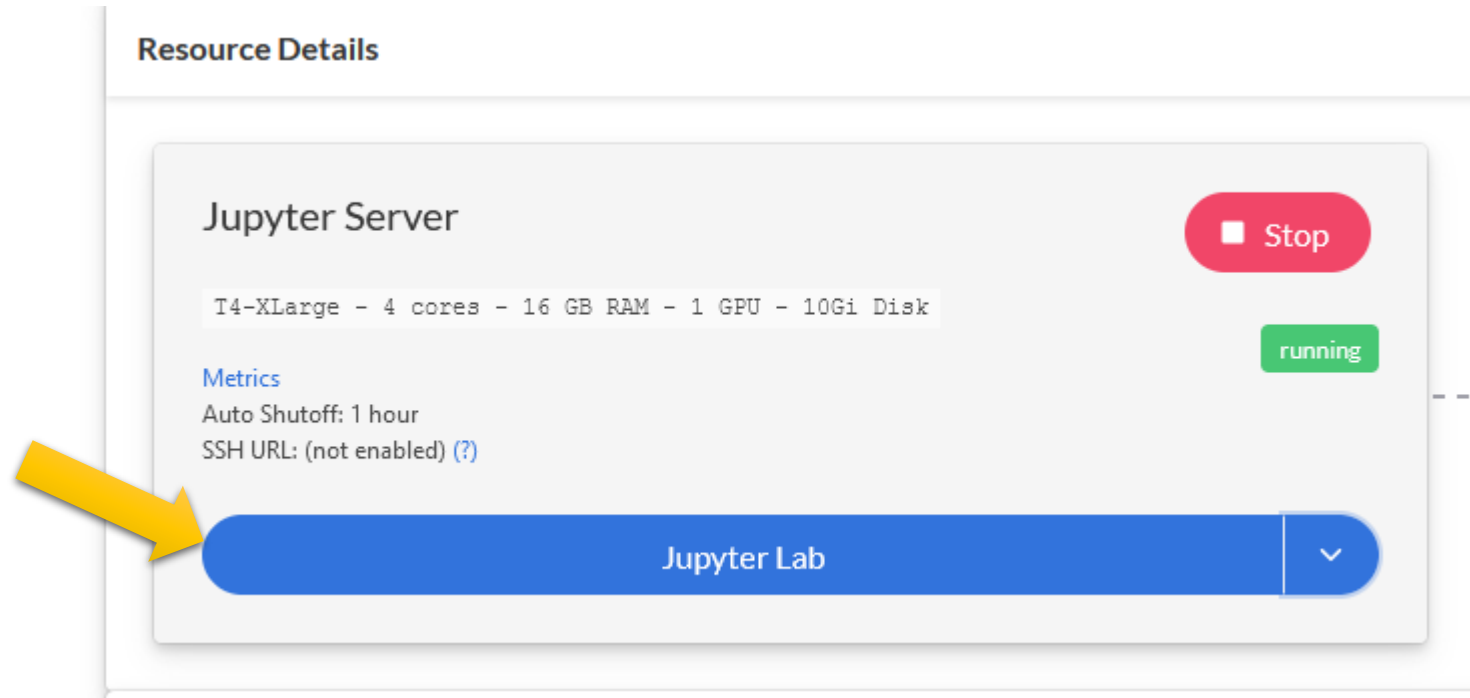 Resource Details
Jupyter Server
Stop
T4-XLarge - 4 cores - 16 GB RAM - 1 GPU - 10Gi Disk
running
Metrics
Auto Shutoff: 1 hour
SSH URL: (not enabled) (?)
Jupyter Lab